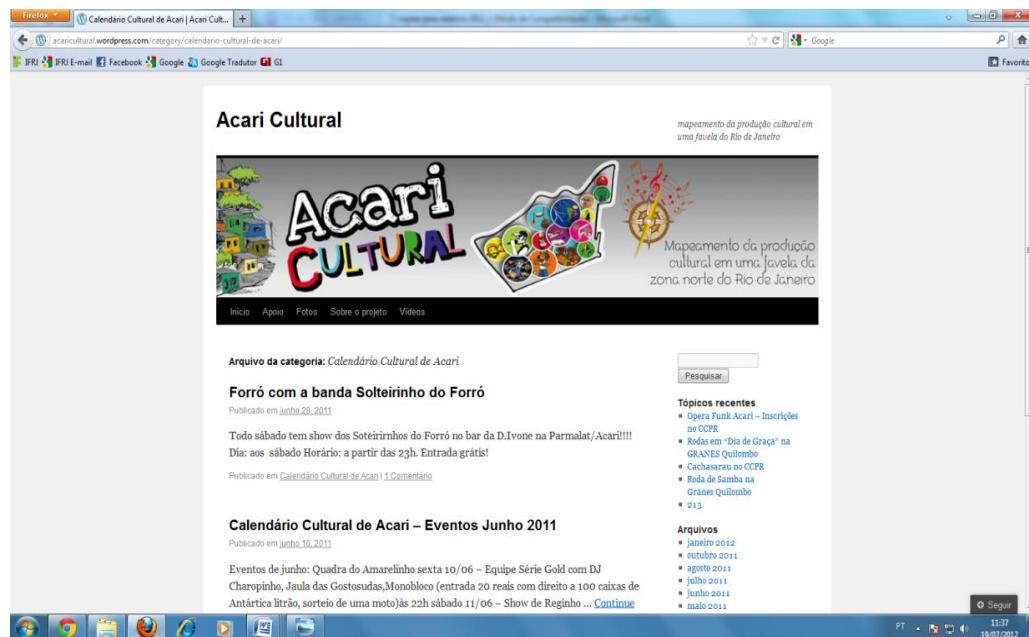 Firefox
Calendário Cultural de Acari | Acari Cult...
acaricultural.wordpress.com/category/calendario-cultural-de-acari/
Google
IFRJ IFRJ E-mail Facebook Google Google Tradutor G1 G1
Favorito
Acari Cultural
mapeamento da produção cultural em
uma favela do Rio de Janeiro
Acari
CULTURAL
Mapeamento da produção
cultural em uma favela da
zona norte do Rio de Janeiro
Início Apoio Fotos Sobre o projeto Vídeos
Arquivo da categoria: Calendário Cultural de Acari
Forró com a banda Solteirinho do Forró
Publicado em junho 28, 2011
Todo sábado tem show dos Soteirirnhos do Forró no bar da D.Ivone na Parmalat/Acari!!!!
Dia: aos sábado Horário: a partir das 23h. Entrada grátis!
Publicado em Calendário Cultural de Acari | 1 Comentário
Calendário Cultural de Acari – Eventos Junho 2011
Publicado em junho 10, 2011
Eventos de junho: Quadra do Amarelinho sexta 10/06 – Equipe Série Gold com DJ
Charopinho, Jaula das Gostosudas,Monobloco (entrada 20 reais com direito a 100 caixas de
Antártica litrão, sorteio de uma moto)às 22h sábado 11/06 – Show de Reginho ... Continue
Pesquisar
Tópicos recentes
Opera Funk Acari – Inscrições
no CCPR
Rodas em “Dia de Graça” na
GRANES Quilombo
Cachasarau no CCPR
Roda de Samba na
Granes Quilombo
213
Arquivos
janeiro 2012
outubro 2011
agosto 2011
julho 2011
junho 2011
maio 2011
Seguir
PT
11:37
19/07/2012